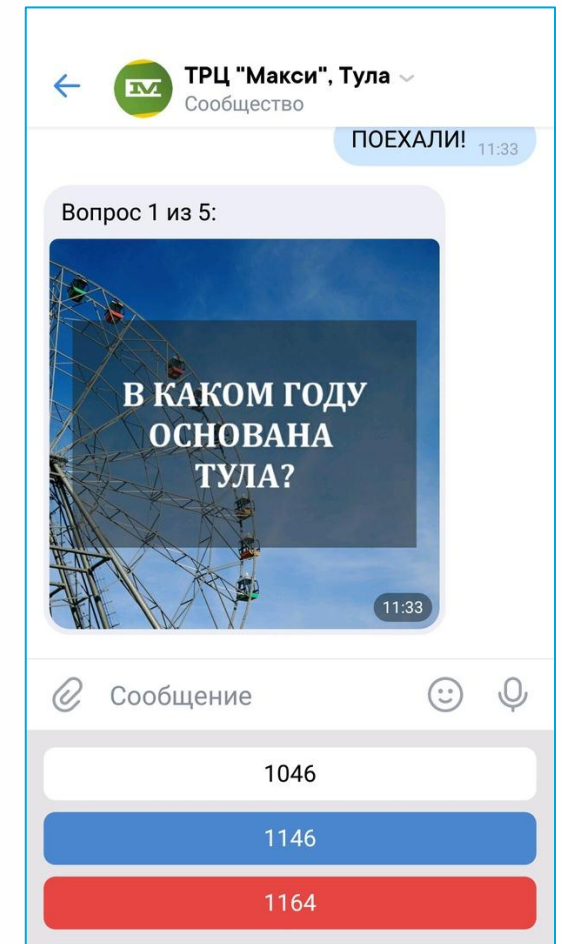 ТРЦ "Макси", Тула
Сообщество
ПОЕХАЛИ! 11:33
Вопрос 1 из 5:
В КАКОМ ГОДУ
ОСНОВАНА
ТУЛА?
11:33
Сообщение
1046
1146
1164